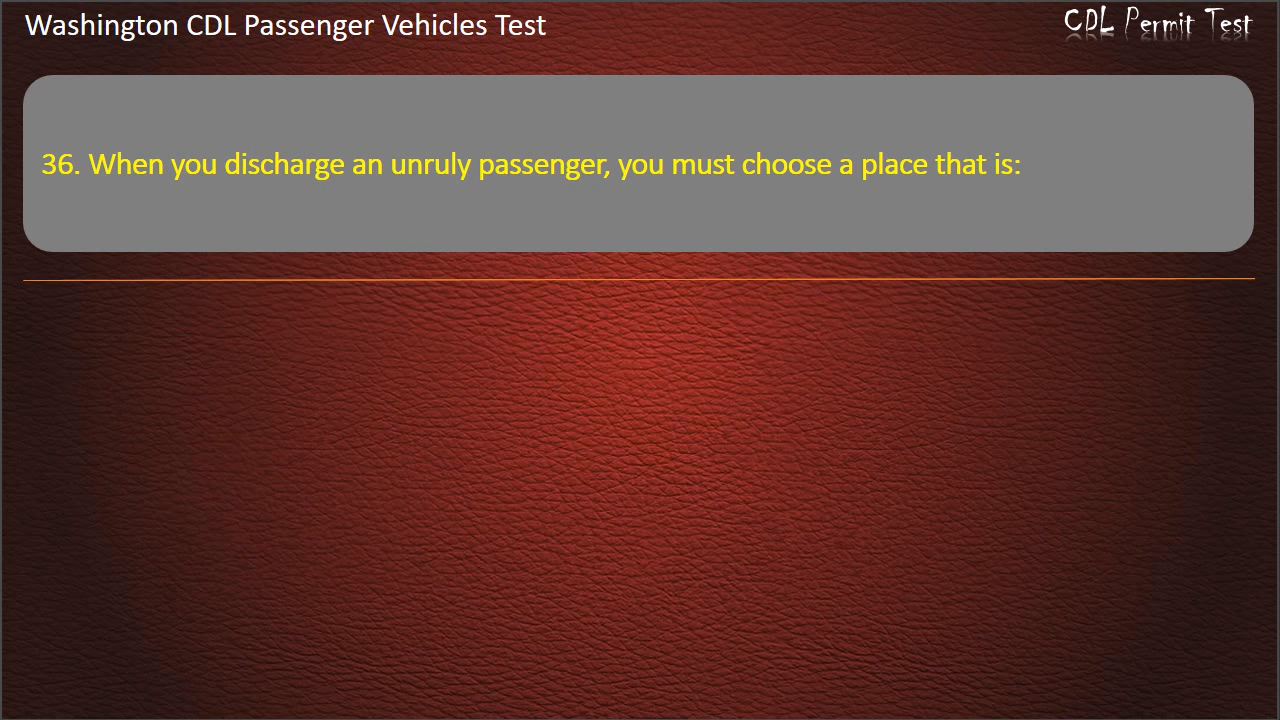 Washington CDL Passenger Vehicles Test
CDL Permit Test
36. When you discharge an unruly passenger, you must choose a place that is: